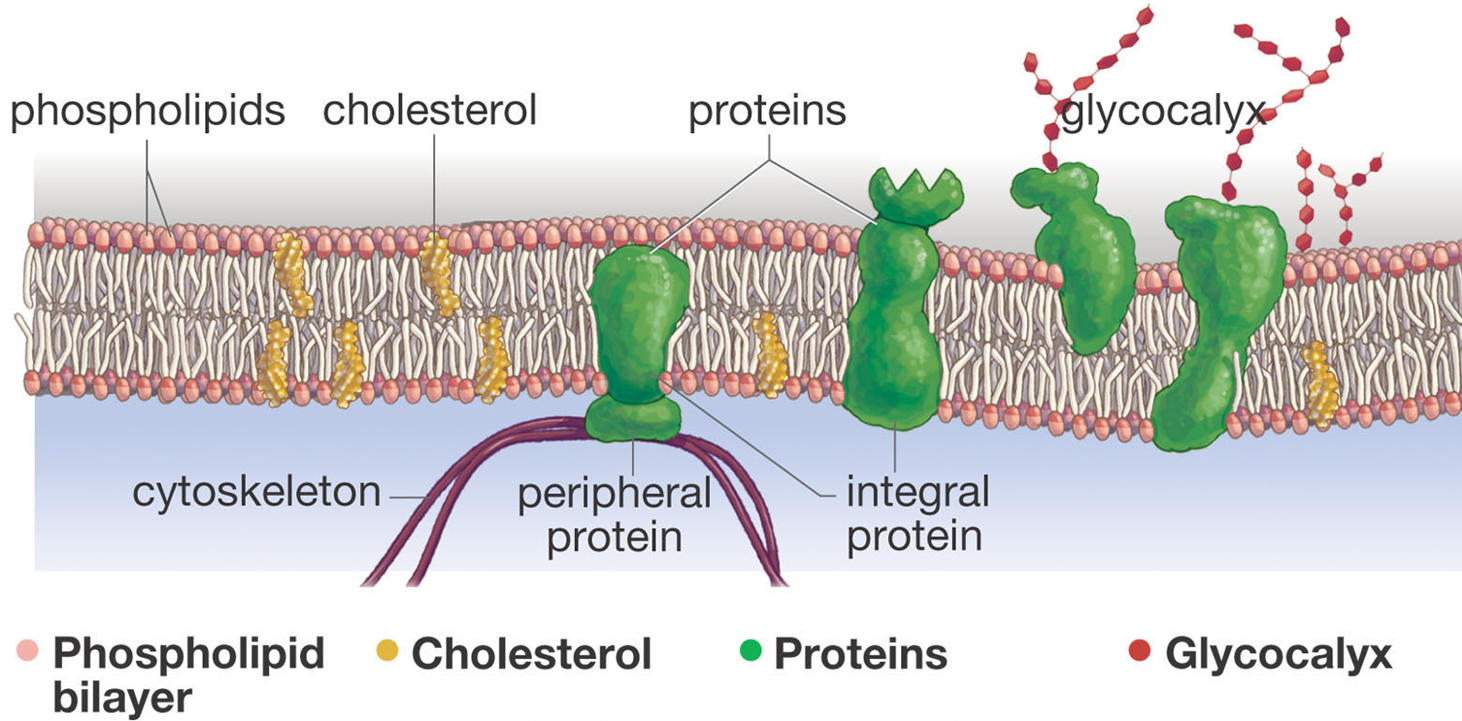 phospholipids
cholesterol
proteins
glycocalyx
cytoskeleton
peripheral
protein
integral
protein
Phospholipid
bilayer
Cholesterol
Proteins
Glycocalyx